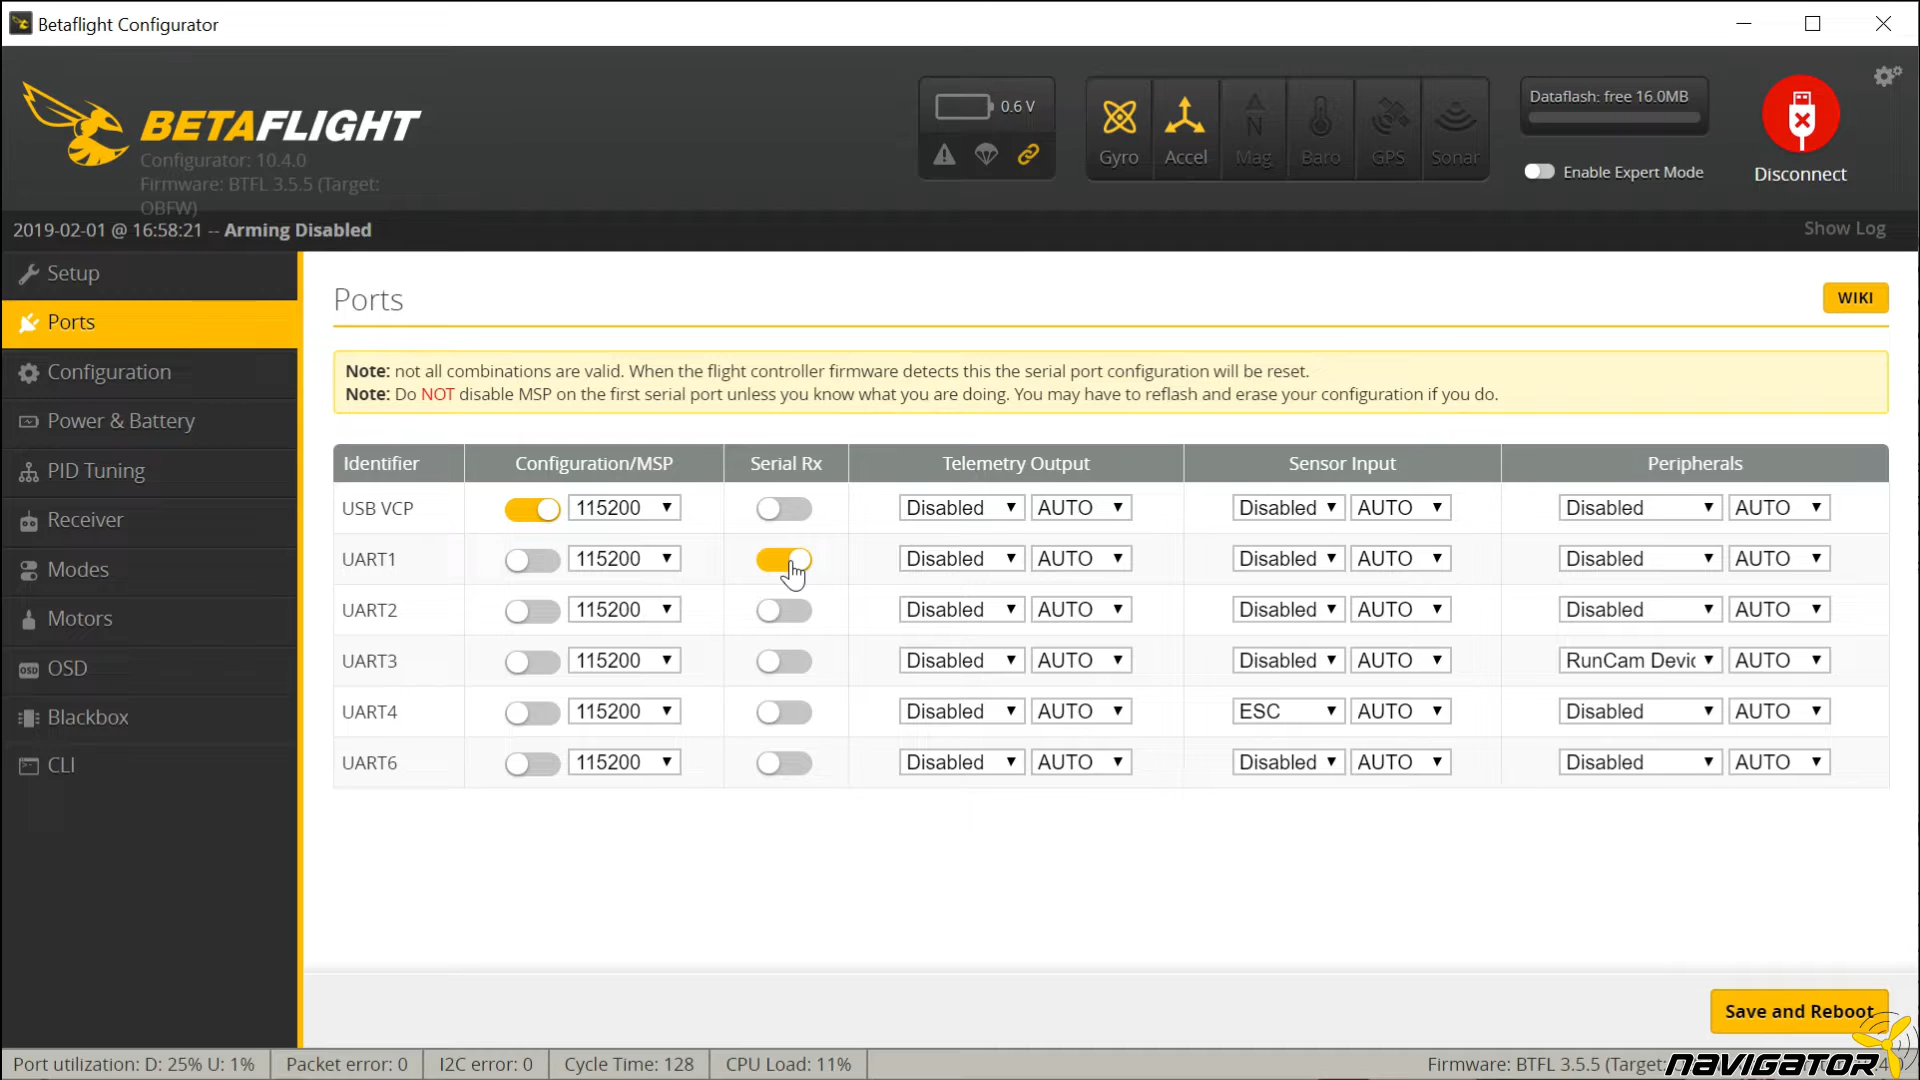 Betaflight Configurator
BETAFLIGHT
Configurator: 10.4.0
Firmware: BTFL 3.5.5 (Target:
OBFW)
0.6 V
Gyro
Accel
N
Mag
Baro
GPS
Sonar
Dataflash: free 16.0MB
Enable Expert Mode
Disconnect
2019-02-01 @ 16:58:21 -- Arming Disabled
Show Log
Setup
Ports
Configuration
Power & Battery
PID Tuning
Receiver
Modes
Motors
OSD OSD
Blackbox
CLI
Ports
WIKI
Note: not all combinations are valid. When the flight controller firmware detects this the serial port configuration will be reset.
Note: Do NOT disable MSP on the first serial port unless you know what you are doing. You may have to reflash and erase your configuration if you do.
Identifier Configuration/MSP Serial Rx Telemetry Output Sensor Input Peripherals
USB VCP 115200 Disabled AUTO Disabled AUTO Disabled AUTO
UART1 115200 Disabled AUTO Disabled AUTO Disabled AUTO
UART2 115200 Disabled AUTO Disabled AUTO Disabled AUTO
UART3 115200 Disabled AUTO Disabled AUTO RunCam Devic AUTO
UART4 115200 Disabled AUTO ESC AUTO Disabled AUTO
UART6 115200 Disabled AUTO Disabled AUTO Disabled AUTO
Save and Reboot
Port utilization: D: 25% U: 1% Packet error: 0 I2C error: 0 Cycle Time: 128 CPU Load: 11% Firmware: BTFL 3.5.5 (Target:
NAVIGATOR